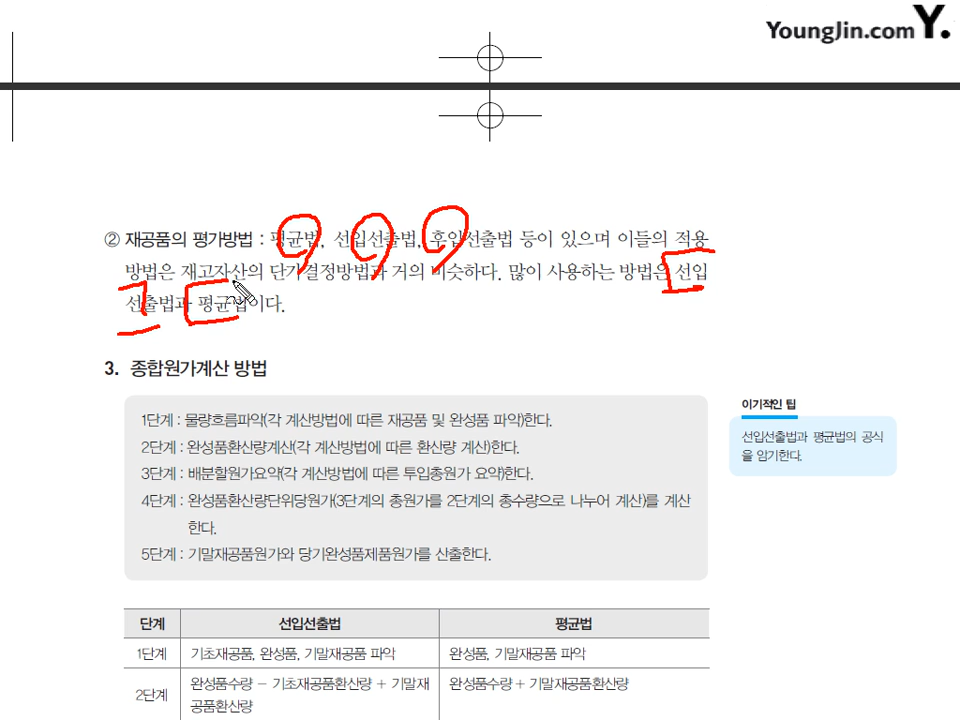 YoungJin.com Y.
② 재공품의 평가방법 : 평균법, 선입선출법, 후입선출법 등이 있으며 이들의 적용
방법은 재고자산의 단가결정방법과 거의 비슷하다. 많이 사용하는 방법은 선입
선출법과 평균법이다.
3. 종합원가계산 방법
1단계 : 물량흐름파악(각 계산방법에 따른 재공품 및 완성품 파악)한다.
2단계 : 완성품환산량계산(각 계산방법에 따른 환산량 계산)한다.
3단계 : 배분할원가요약(각 계산방법에 따른 투입총원가 요약)한다.
4단계 : 완성품환산량단위당원가(3단계의 총원가를 2단계의 총수량으로 나누어 계산)를 계산
한다.
5단계 : 기말재공품원가와 당기완성품제품원가를 산출한다.
이기적인 팁
선입선출법과 평균법의 공식
을 암기한다.
단계 선입선출법 평균법
1단계 기초재공품, 완성품, 기말재공품 파악 완성품, 기말재공품 파악
2단계 완성품수량 - 기초재공품환산량 + 기말재
공품환산량 완성품수량 + 기말재공품환산량